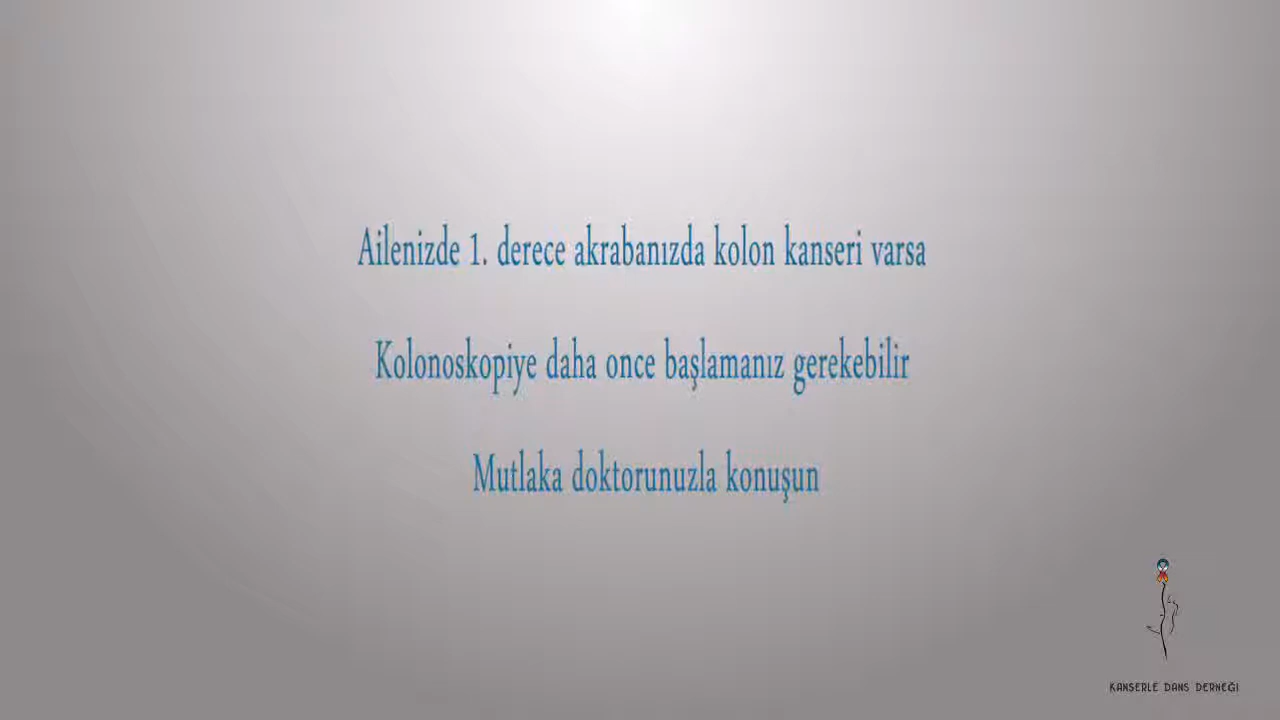 Ailenizde 1. derece akrabanızda kolon kanseri varsa
Kolonoskopiye daha once başlamanız gerekebilir
Mutlaka doktorunuzla konuşun
KANSERLE DANS DERNEĞİ